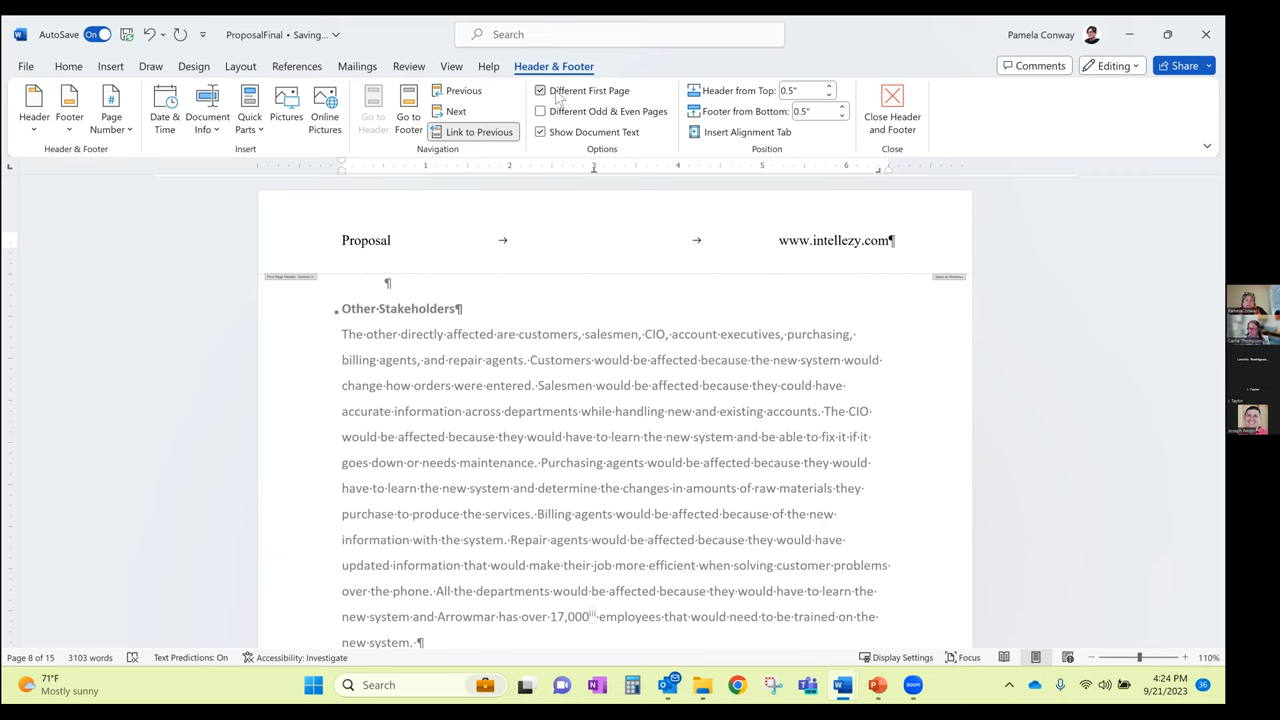 AutoSave On ProposalFinal • Saving... Search Pamela Conway
File Home Insert Draw Design Layout References Mailings Review View Help Header & Footer Comments Editing Share
Header Footer Page Number
Header & Footer
Date & Time Document Info Quick Parts Pictures Online Pictures
Insert
Go to Header Go to Footer
Previous
Next
Link to Previous
Navigation
Different First Page
Different Odd & Even Pages
Show Document Text
Options
Header from Top: 0.5"
Footer from Bottom: 0.5"
Insert Alignment Tab
Position
Close Header and Footer
Close
1 2 3 4 5 6
Proposal → → www.intellezy.com¶
¶
Other·Stakeholders¶
The·other·directly·affected·are·customers,·salesmen,·CIO,·account·executives,·purchasing,·
billing·agents,·and·repair·agents.·Customers·would·be·affected·because·the·new·system·would·
change·how·orders·were·entered.·Salesmen·would·be·affected·because·they·could·have·
accurate·information·across·departments·while·handling·new·and·existing·accounts.·The·CIO·
would·be·affected·because·they·would·have·to·learn·the·new·system·and·be·able·to·fix·it·if·it·
goes·down·or·needs·maintenance.·Purchasing·agents·would·be·affected·because·they·would·
have·to·learn·the·new·system·and·determine·the·changes·in·amounts·of·raw·materials·they·
purchase·to·produce·the·services.·Billing·agents·would·be·affected·because·of·the·new·
information·with·the·system.·Repair·agents·would·be·affected·because·they·would·have·
updated·information·that·would·make·their·job·more·efficient·when·solving·customer·problems·
over·the·phone.·All·the·departments·would·be·affected·because·they·would·have·to·learn·the·
new·system·and·Arrowmar·has·over·17,000·employees·that·would·need·to·be·trained·on·the·
new·system.·¶
Page 8 of 15 3103 words Text Predictions: On Accessibility: Investigate Display Settings Focus 110%
71°F
Mostly sunny
Search
4:24 PM
9/21/2023
36